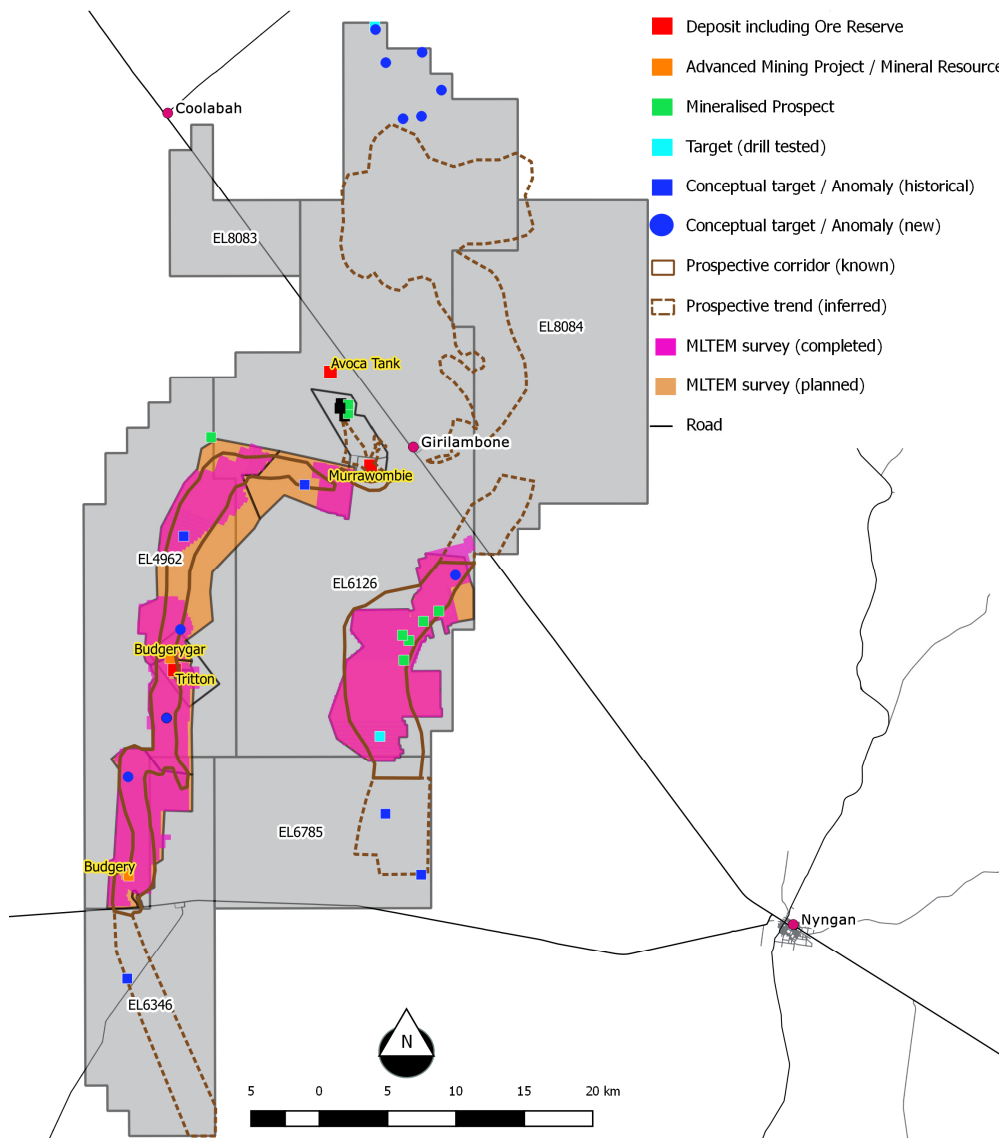 Deposit including Ore Reserve
Advanced Mining Project / Mineral Resource
Mineralised Prospect
Target (drill tested)
Conceptual target / Anomaly (historical)
Conceptual target / Anomaly (new)
Prospective corridor (known)
Prospective trend (inferred)
MLTEM survey (completed)
MLTEM survey (planned)
Road
Coolabah
EL8083
EL8084
Avoca Tank
Girilambone
Murrawombie
EL4962
EL6126
Budgerygar
Tritton
EL6785
Budgery
Nyngan
EL6346
N
5 0 5 10 15 20 km